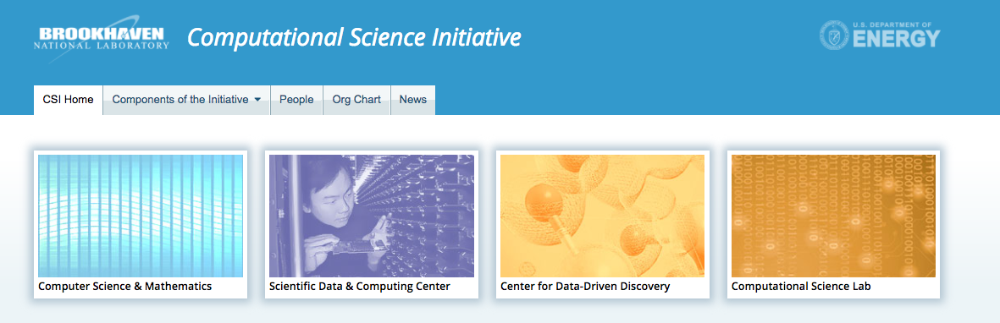 BROOKHAVEN
NATIONAL LABORATORY
Computational Science Initiative
U.S. DEPARTMENT OF
ENERGY
CSI Home
Components of the Initiative
People
Org Chart
News
Computer Science & Mathematics
Scientific Data & Computing Center
Center for Data-Driven Discovery
Computational Science Lab